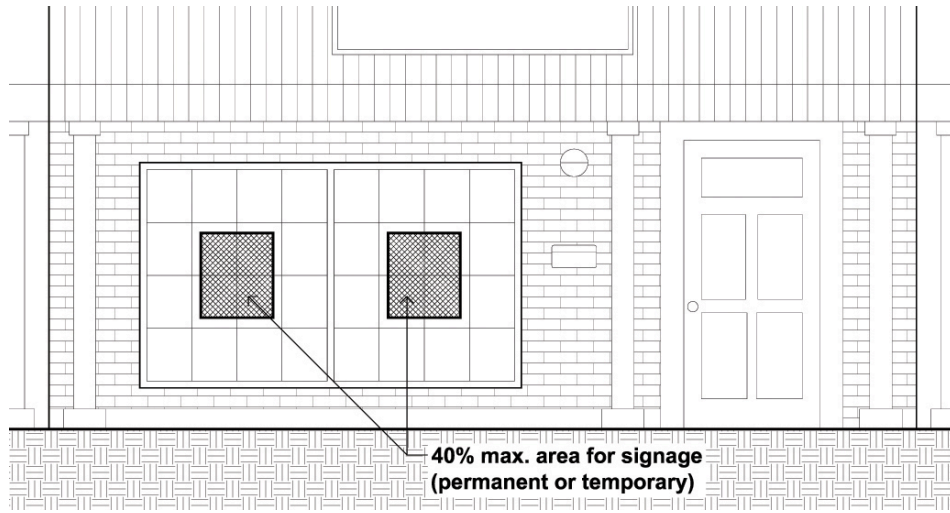 40% max. area for signage
(permanent or temporary)